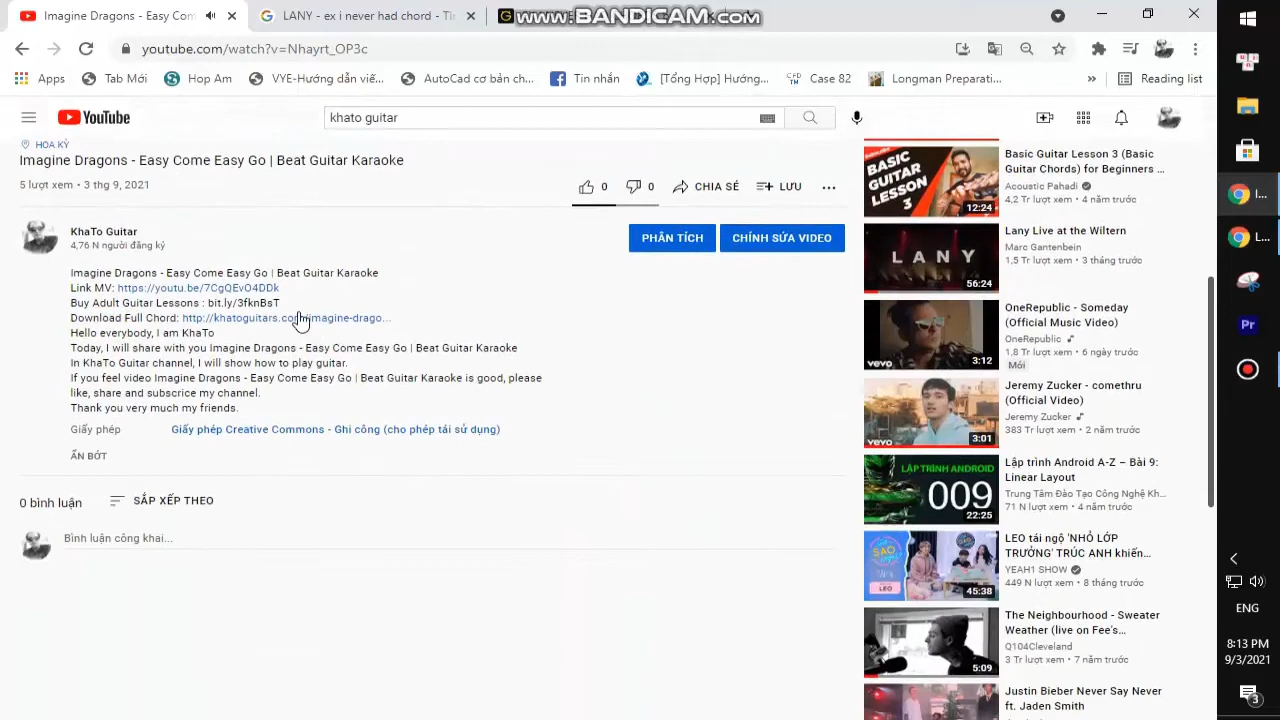 Imagine Dragons - Easy Com
LANY - ex i never had chord - Tì
www.BANDICAM.com
youtube.com/watch?v=Nhayrt_OP3c
Apps
Tab Mới
Hop Am
VYE-Hướng dẫn viế...
AutoCad cơ bản ch...
Tin nhắn
[Tổng Hợp] Hướng...
Case 82
Longman Preparati...
»
Reading list
YouTube
khato guitar
HOA KỲ
Imagine Dragons - Easy Come Easy Go | Beat Guitar Karaoke
5 lượt xem • 3 thg 9, 2021
0
0
CHIA SẺ
LƯU
KhaTo Guitar
4,76 N người đăng ký
PHÂN TÍCH
CHỈNH SỬA VIDEO
Imagine Dragons - Easy Come Easy Go | Beat Guitar Karaoke
Link MV: https://youtu.be/7CgQEvO4DDk
Buy Adult Guitar Lessons : bit.ly/3fknBsT
Download Full Chord: http://khatoguitars.com/imagine-drago...
Hello everybody, I am KhaTo
Today, I will share with you Imagine Dragons - Easy Come Easy Go | Beat Guitar Karaoke
In KhaTo Guitar channel, I will show how to play guitar.
If you feel video Imagine Dragons - Easy Come Easy Go | Beat Guitar Karaoke is good, please
like, share and subscrice my channel.
Thank you very much my friends.
Giấy phép
Giấy phép Creative Commons - Ghi công (cho phép tái sử dụng)
ẨN BỚT
0 bình luận
SẮP XẾP THEO
Bình luận công khai...
BASIC
GUITAR
LESSON
3
12:24
Basic Guitar Lesson 3 (Basic
Guitar Chords) for Beginners ...
Acoustic Pahadi
4,2 Tr lượt xem • 4 năm trước
LANY
56:24
Lany Live at the Wiltern
Marc Gantenbein
1,5 Tr lượt xem • 3 tháng trước
vevo
3:12
OneRepublic - Someday
(Official Music Video)
OneRepublic
1,8 Tr lượt xem • 6 ngày trước
Mới
vevo
3:01
Jeremy Zucker - comethru
(Official Video)
Jeremy Zucker
383 Tr lượt xem • 2 năm trước
LẬP TRÌNH ANDROID
009
22:25
Lập trình Android A-Z – Bài 9:
Linear Layout
Trung Tâm Đào Tạo Công Nghệ Kh...
71 N lượt xem • 4 năm trước
SAO
LEO
45:38
LEO tái ngộ 'NHỎ LỚP
TRƯỞNG' TRÚC ANH khiến...
YEAH1 SHOW
449 N lượt xem • 8 tháng trước
5:09
The Neighbourhood - Sweater
Weather (live on Fee's...
Q104Cleveland
3 Tr lượt xem • 7 năm trước
Justin Bieber Never Say Never
ft. Jaden Smith
I...
L...
Pr
ENG
8:13 PM
9/3/2021
3